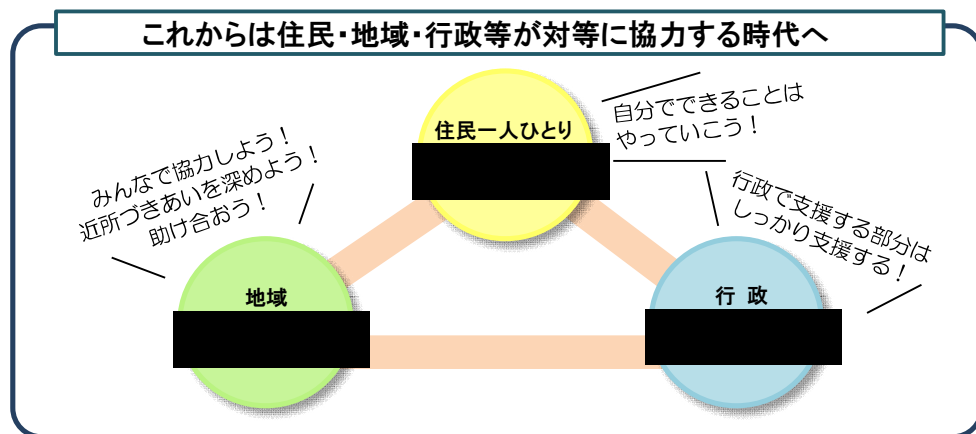 これからは住民・地域・行政等が対等に協力する時代へ
住民一人ひとり
自分でできることは
やっていこう！
みんなで協力しよう！
近所づきあいを深めよう！
助け合おう！
行政で支援する部分は
しっかり支援する！
地域
行 政